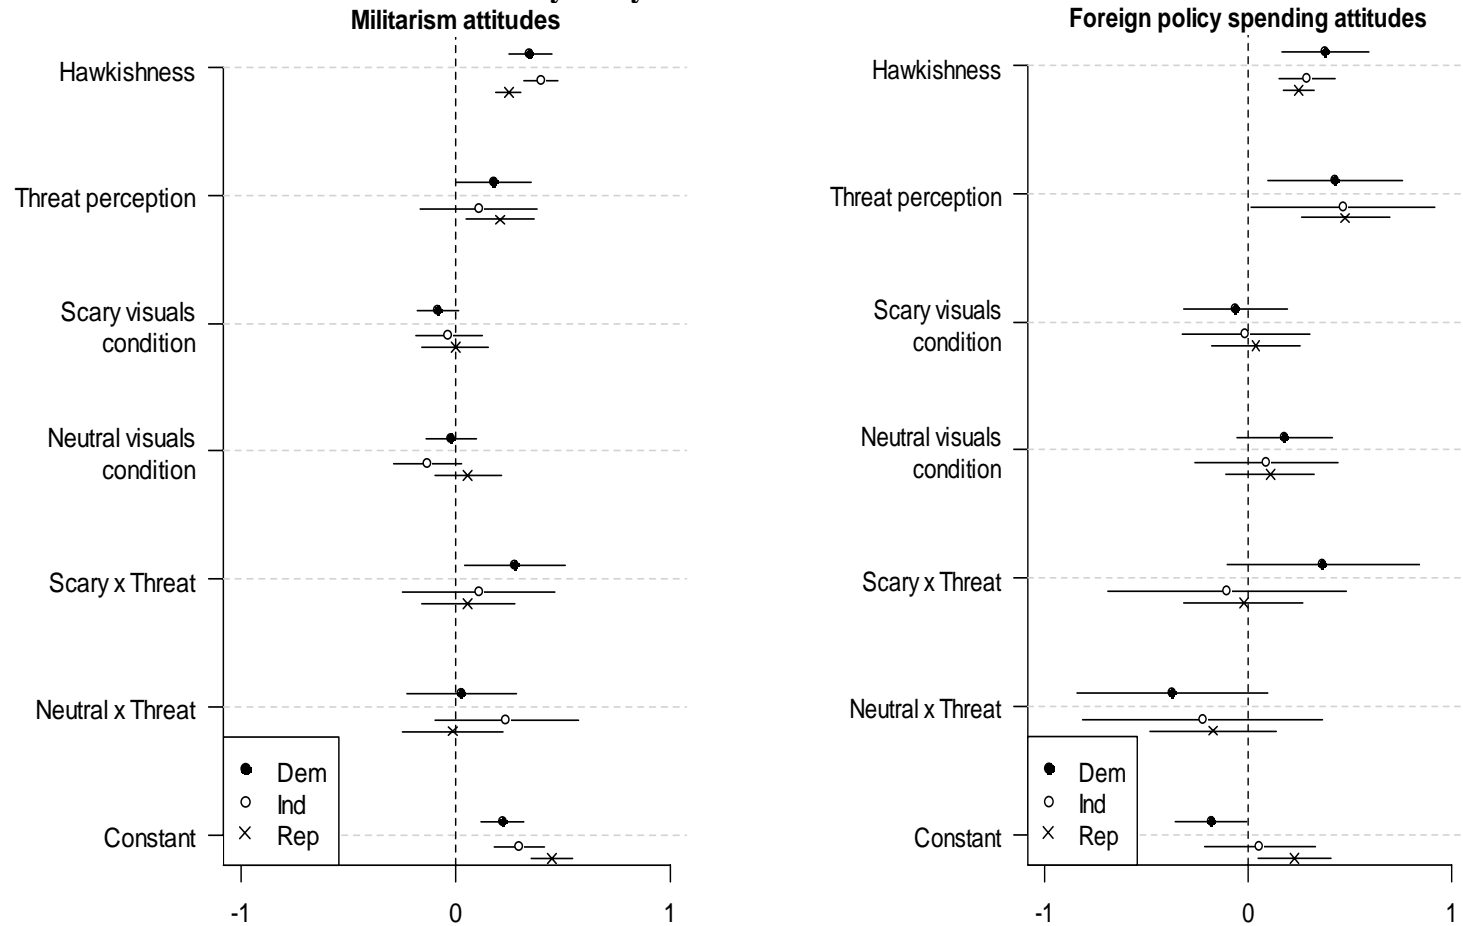 Militarism attitudes
Hawkishness
Threat perception
Scary visuals
condition
Neutral visuals
condition
Scary x Threat
Neutral x Threat
Constant
Dem
Ind
Rep
-1 0 1
Foreign policy spending attitudes
Hawkishness
Threat perception
Scary visuals
condition
Neutral visuals
condition
Scary x Threat
Neutral x Threat
Constant
Dem
Ind
Rep
-1 0 1